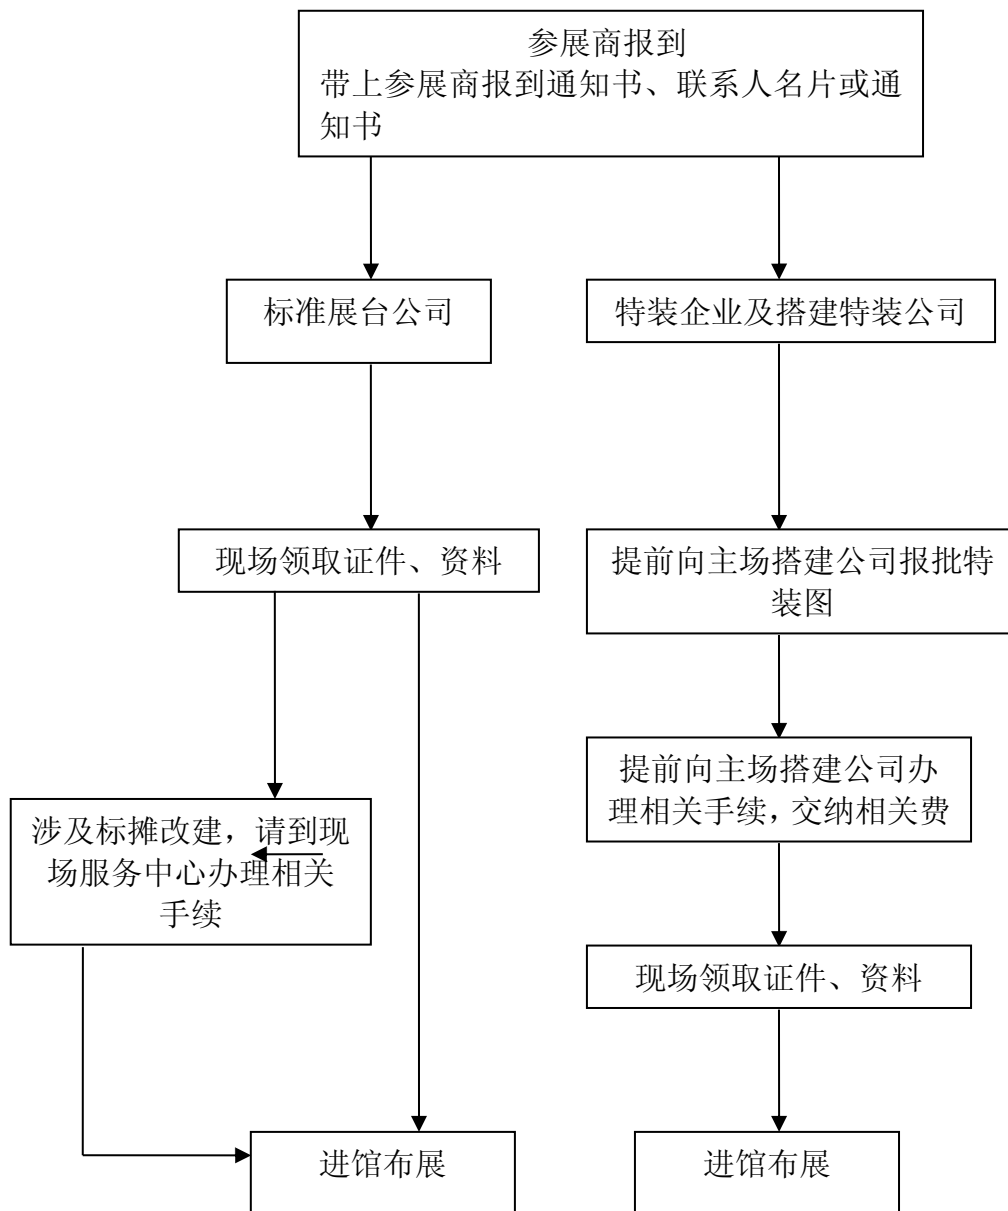 参展商报到
带上参展商报到通知书、联系人名片或通
知书
标准展台公司
特装企业及搭建特装公司
现场领取证件、资料
提前向主场搭建公司报批特
装图
提前向主场搭建公司办
理相关手续，交纳相关费
涉及标摊改建，请到现
场服务中心办理相关
手续
现场领取证件、资料
进馆布展
进馆布展